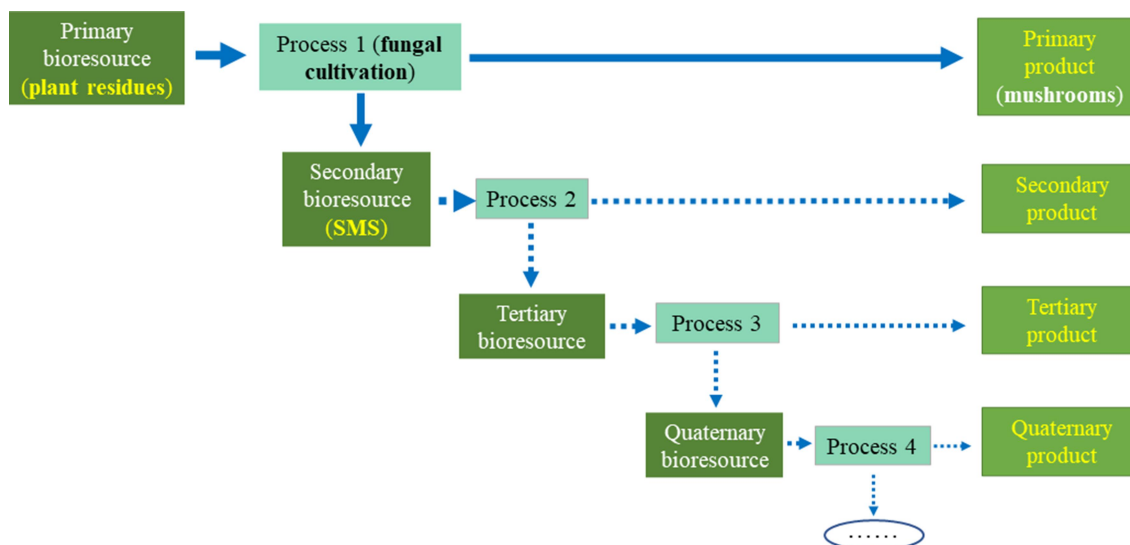 Primary
bioresource
(plant residues)
Process 1 (fungal
cultivation)
Primary
product
(mushrooms)
Secondary
bioresource
(SMS)
Process 2
Secondary
product
Tertiary
bioresource
Process 3
Tertiary
product
Quaternary
bioresource
Process 4
Quaternary
product
......